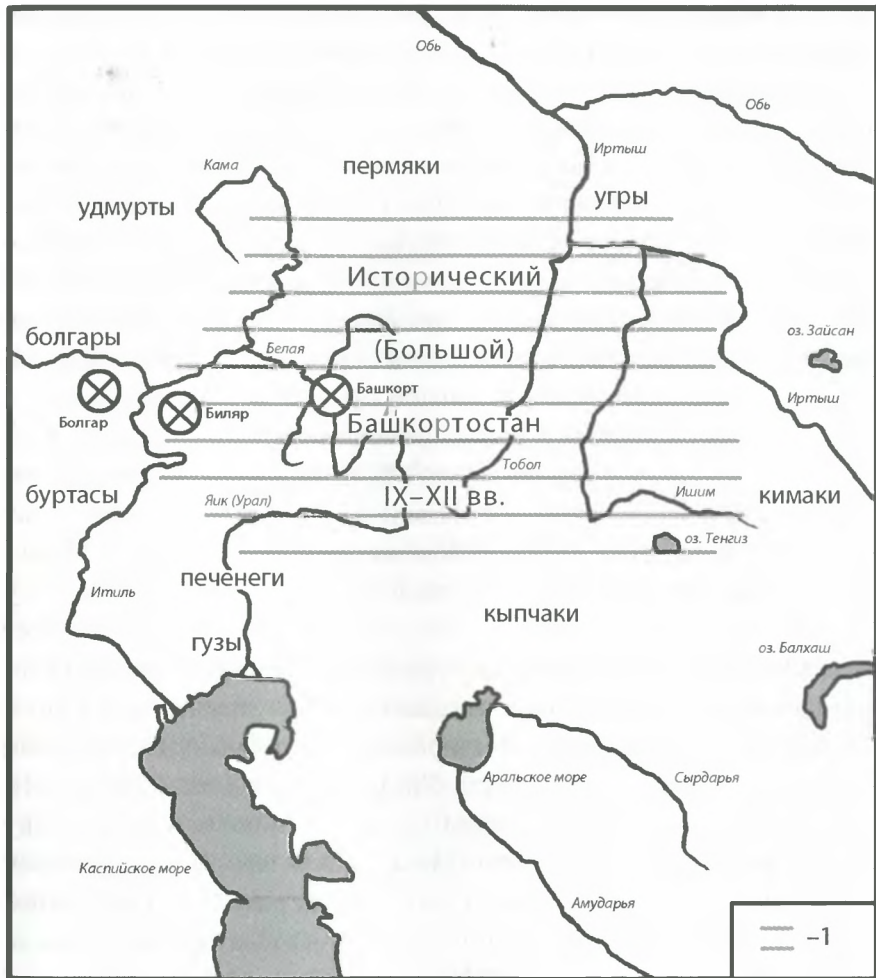 Обь
Обь
Иртыш
Кама
пермяки
удмурты
угры
Исторический
болгары
Белая
(Большой)
оз. Зайсан
Башкорт
Болгар
Биляр
Иртыш
Башкортостан
Тобол
буртасы
Яик (Урал)
IX–XII вв.
Ишим
кимаки
оз. Тенгиз
печенеги
Итиль
кыпчаки
гузы
оз. Балхаш
Аральское море
Сырдарья
Каспийское море
Амударья
–1